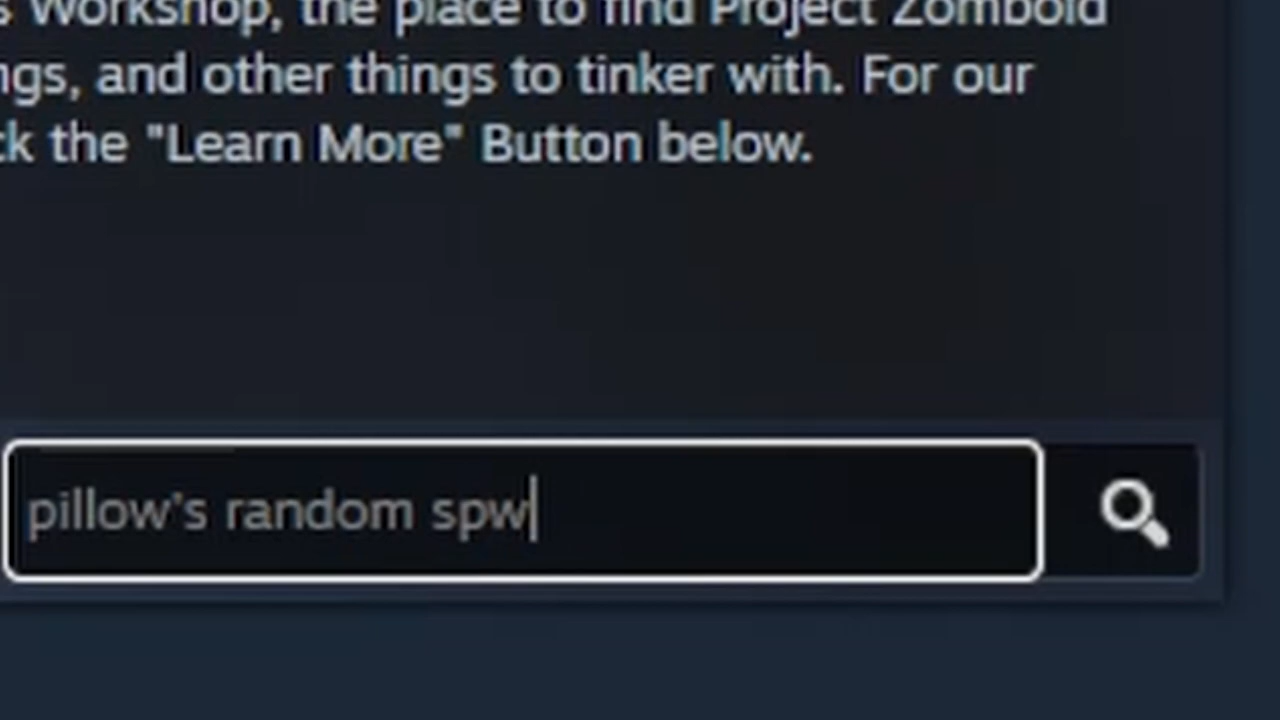 s Workshop, the place to find Project Zomboid
ngs, and other things to tinker with. For our
ck the "Learn More" Button below.
pillow's random spw